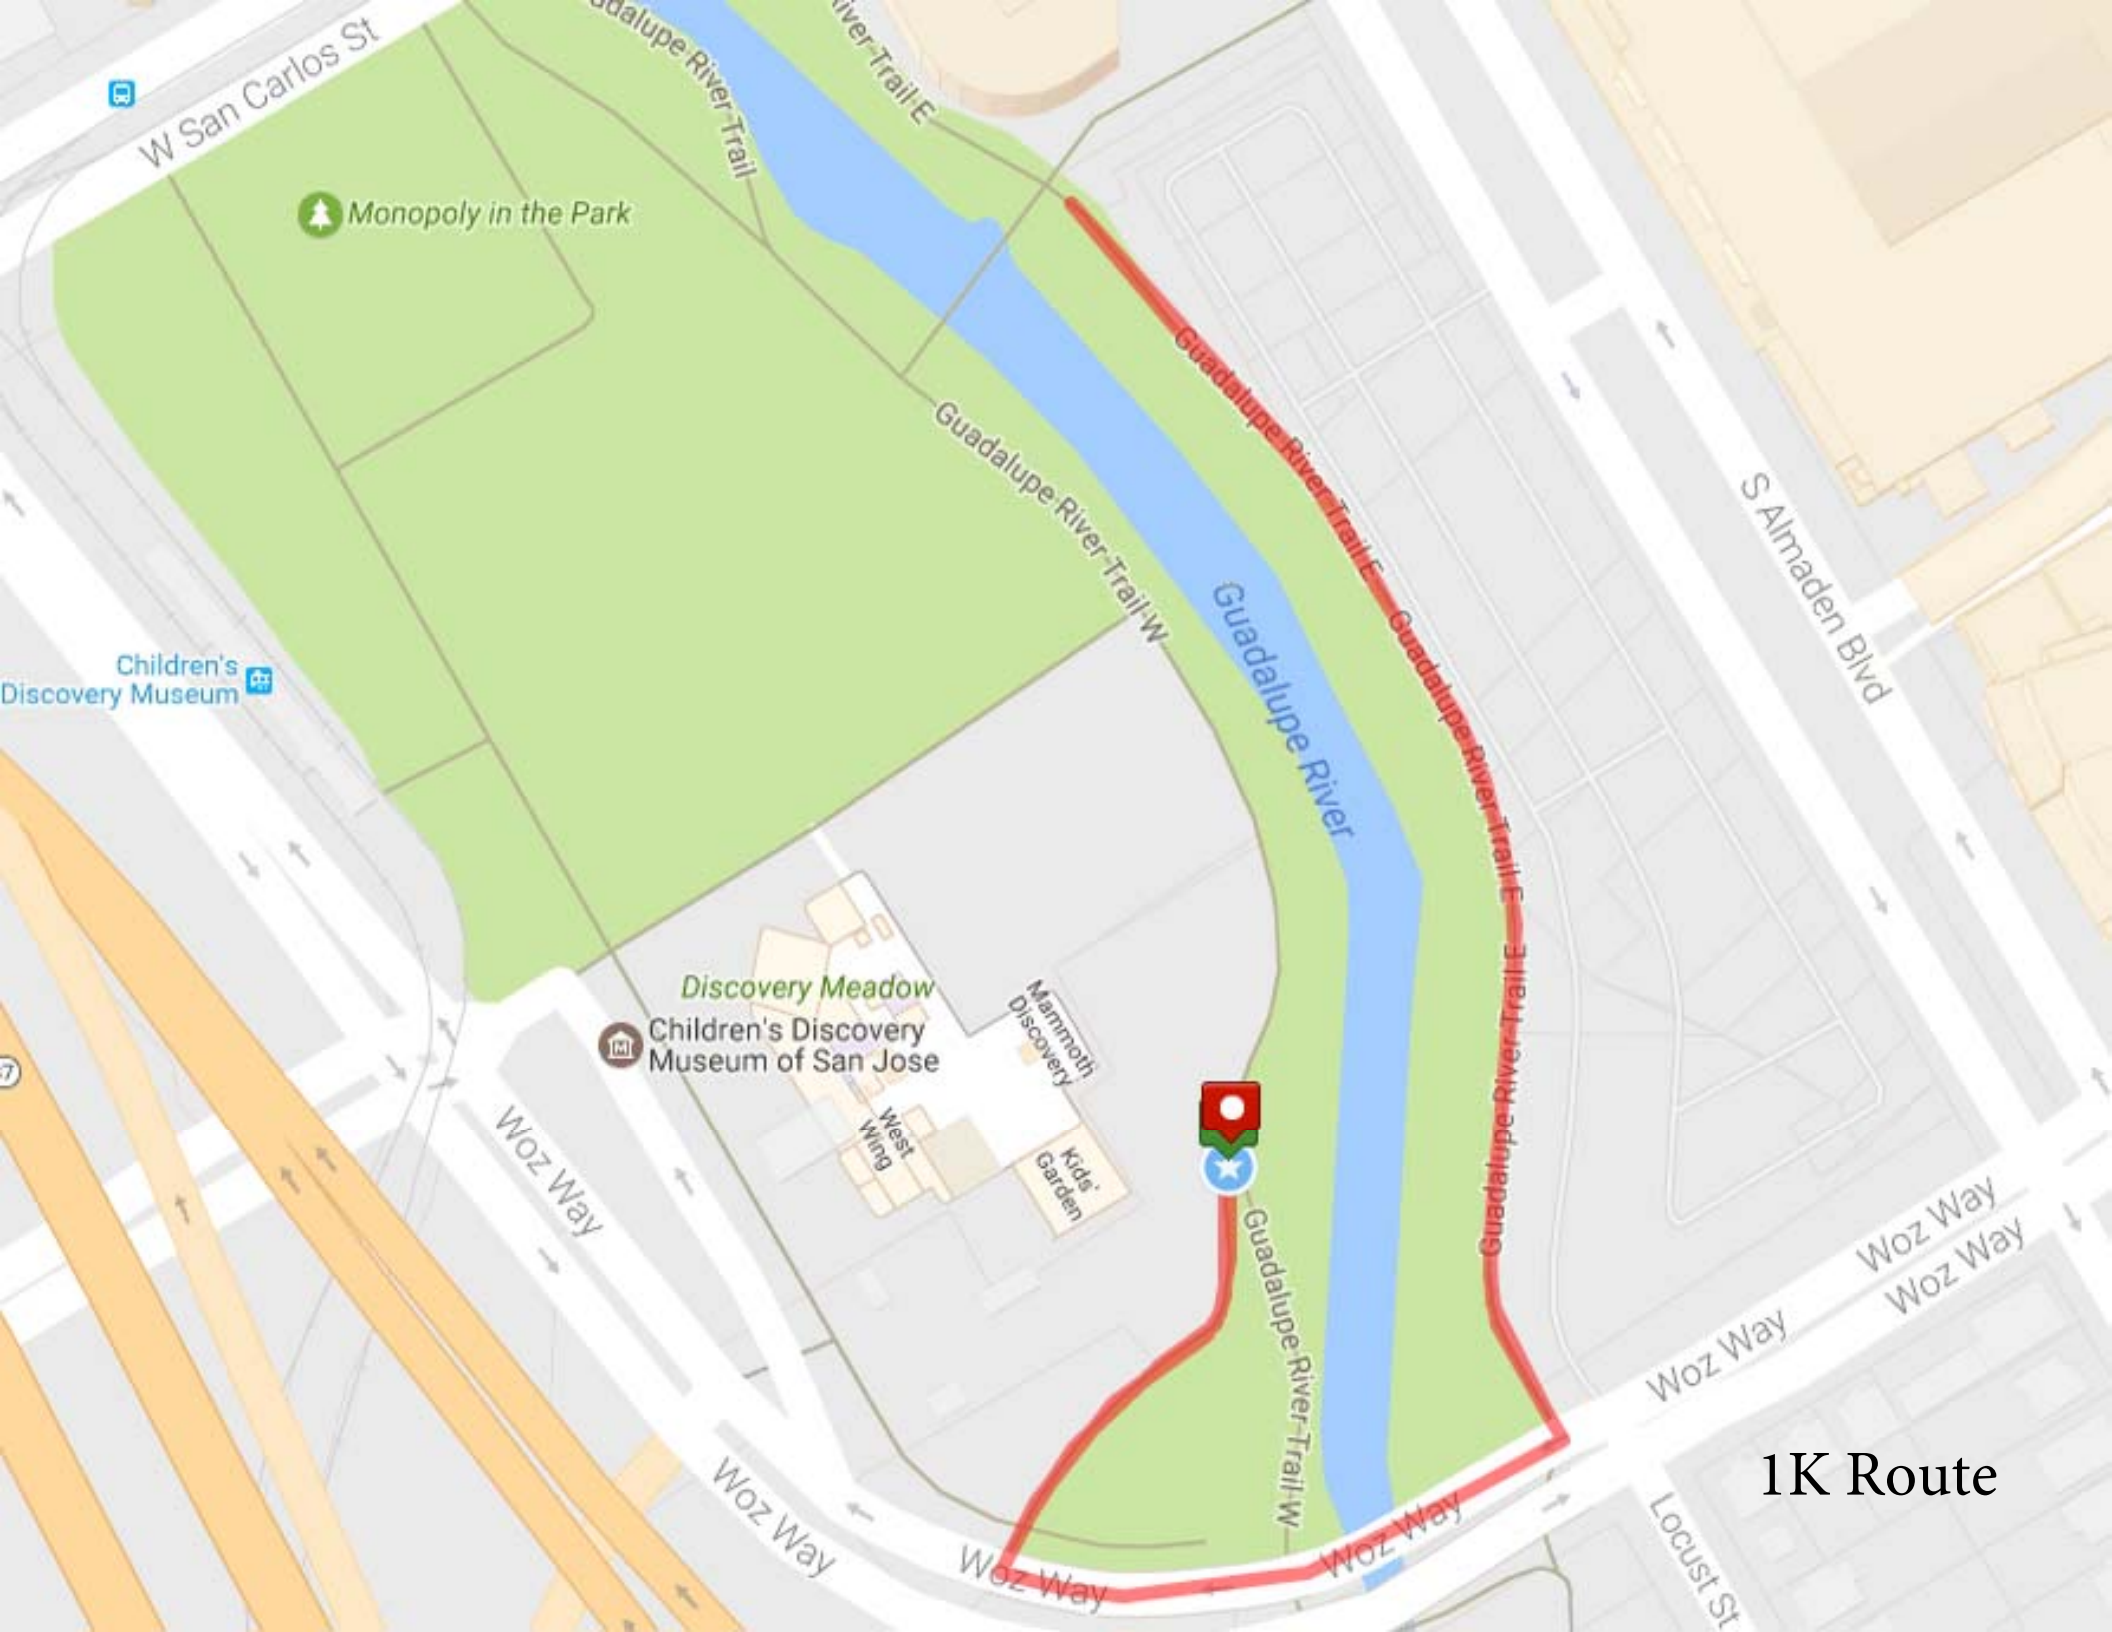 W San Carlos St
Guadalupe River Trail
River Trail E
Monopoly in the Park
Guadalupe River Trail E
Guadalupe River Trail W
S Almaden Blvd
Guadalupe River
Guadalupe River Trail E
Children's
Discovery Museum
Discovery Meadow
Children's Discovery
Museum of San Jose
Mammoth
Discovery
Guadalupe River Trail E
West
Wing
Kids'
Garden
Woz Way
Guadalupe River Trail W
Woz Way
Woz Way
Woz Way
Woz Way
Woz Way
Woz Way
Locust St
1K Route